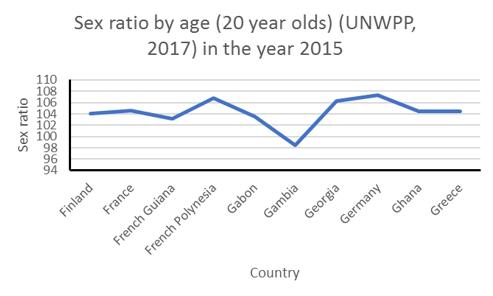 Sex ratio by age (20 year olds) (UNWPP,
2017) in the year 2015
Sex ratio
110
108
106
104
102
100
98
96
94
Finland
France
French Guiana
French Polynesia
Gabon
Gambia
Georgia
Germany
Ghana
Greece
Country